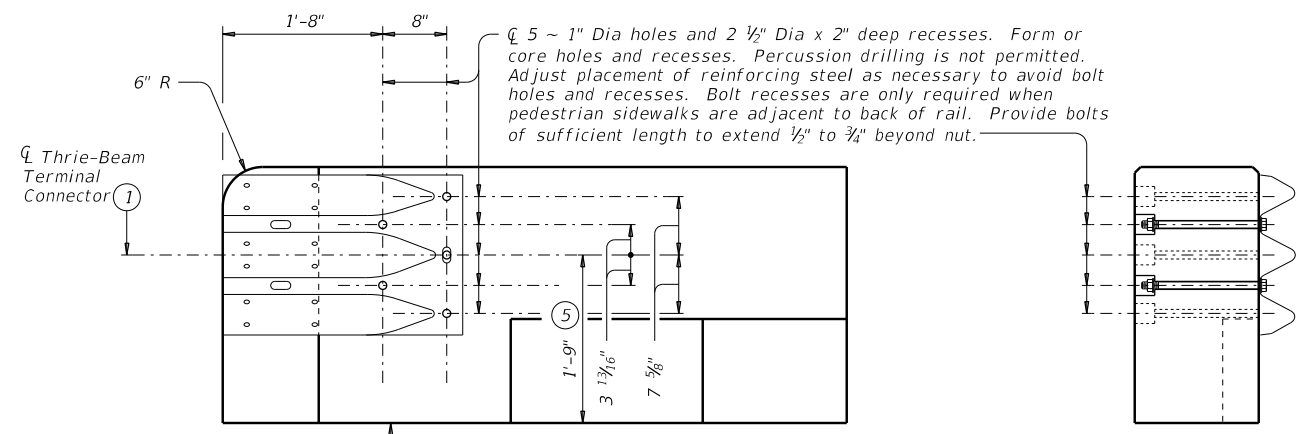 1'-8"
8"
℄ 5 ~ 1" Dia holes and 2 ½" Dia x 2" deep recesses. Form or
core holes and recesses. Percussion drilling is not permitted.
Adjust placement of reinforcing steel as necessary to avoid bolt
holes and recesses. Bolt recesses are only required when
pedestrian sidewalks are adjacent to back of rail. Provide bolts
of sufficient length to extend ½" to ¾" beyond nut.
6" R
℄ Thrie-Beam
Terminal
Connector 1
5
1'-9"
3 13/16"
7 ⅝"